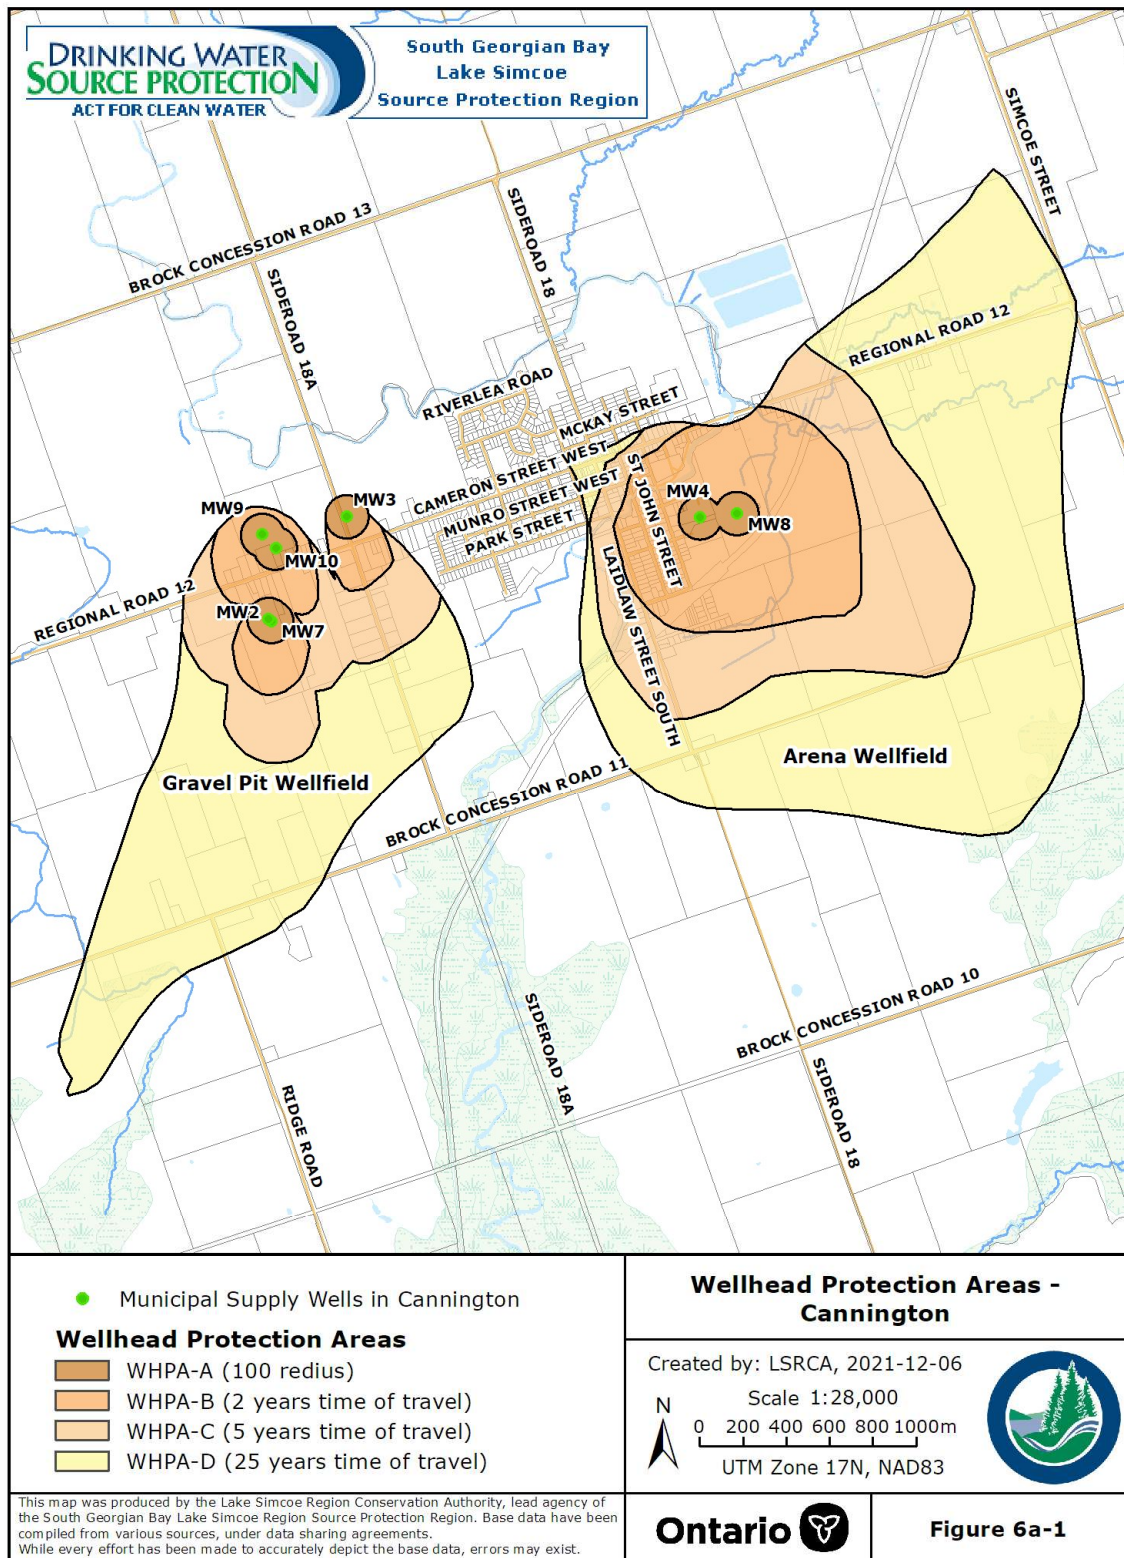 DRINKING WATER
SOURCE PROTECTION
ACT FOR CLEAN WATER
South Georgian Bay
Lake Simcoe
Source Protection Region
SIMCOE STREET
SIDEROAD 18
BROCK CONCESSION ROAD 13
SIDEROAD 18A
REGIONAL ROAD 12
RIVERLEA ROAD
MCKAY STREET
CAMERON STREET WEST
MUNRO STREET WEST
PARK STREET
ST JOHN STREET
LAIDLAW STREET SOUTH
MW9
MW3
MW10
MW4
MW8
REGIONAL ROAD 12
MW2
MW7
Gravel Pit Wellfield
Arena Wellfield
BROCK CONCESSION ROAD 11
BROCK CONCESSION ROAD 10
SIDEROAD 18A
RIDGE ROAD
SIDEROAD 18
Municipal Supply Wells in Cannington
Wellhead Protection Areas
WHPA-A (100 redius)
WHPA-B (2 years time of travel)
WHPA-C (5 years time of travel)
WHPA-D (25 years time of travel)
Wellhead Protection Areas -
Cannington
Created by: LSRCA, 2021-12-06
Scale 1:28,000
N
0 200 400 600 800 1000m
UTM Zone 17N, NAD83
This map was produced by the Lake Simcoe Region Conservation Authority, lead agency of
the South Georgian Bay Lake Simcoe Region Source Protection Region. Base data have been
compiled from various sources, under data sharing agreements.
While every effort has been made to accurately depict the base data, errors may exist.
Ontario
Figure 6a-1